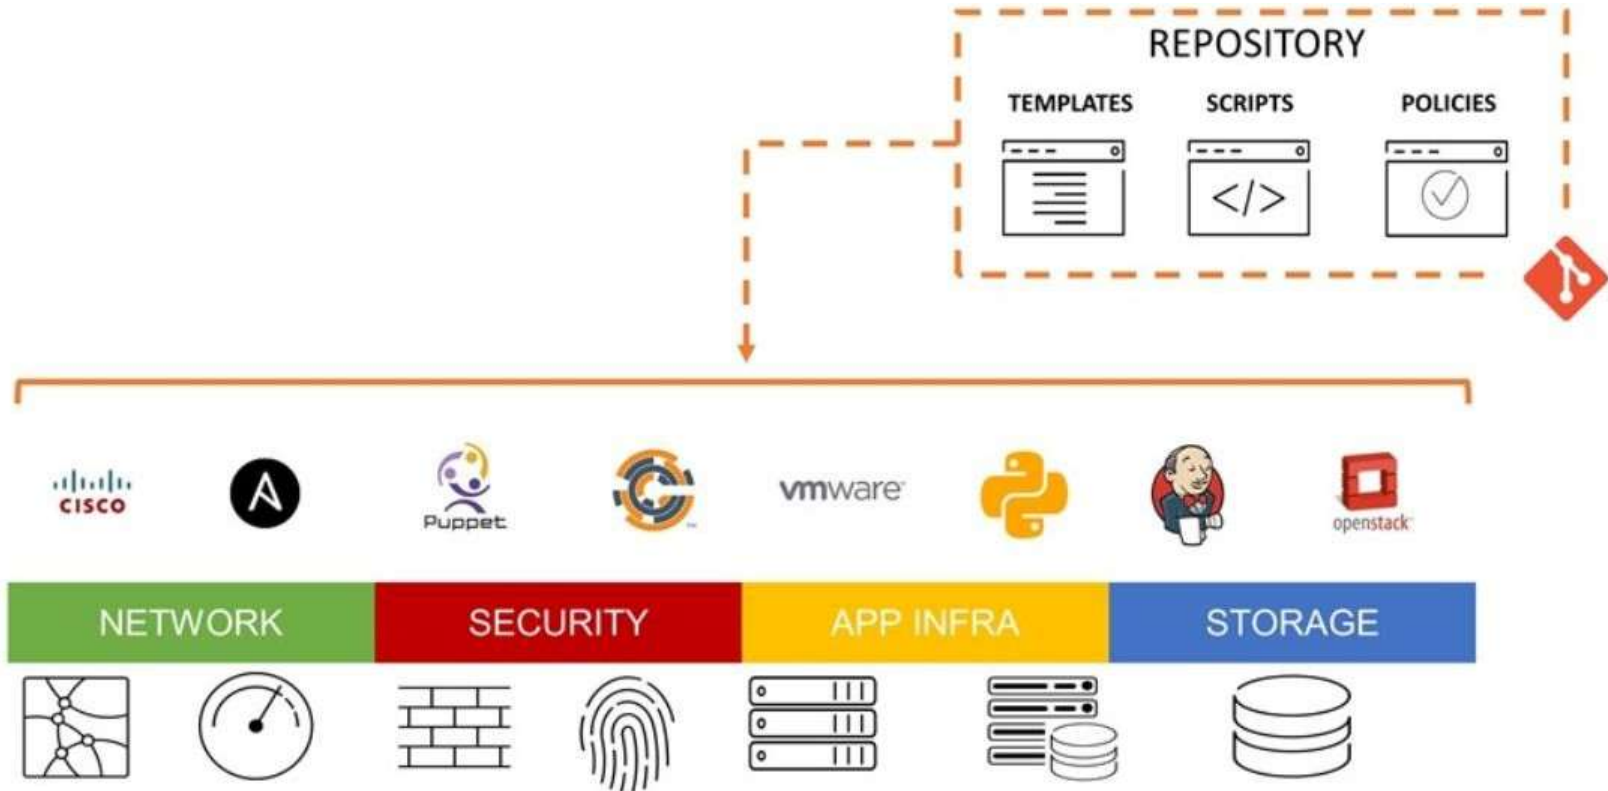 REPOSITORY
TEMPLATES SCRIPTS POLICIES
</>
CISCO
Puppet
vmware
openstack
NETWORK SECURITY APP INFRA STORAGE